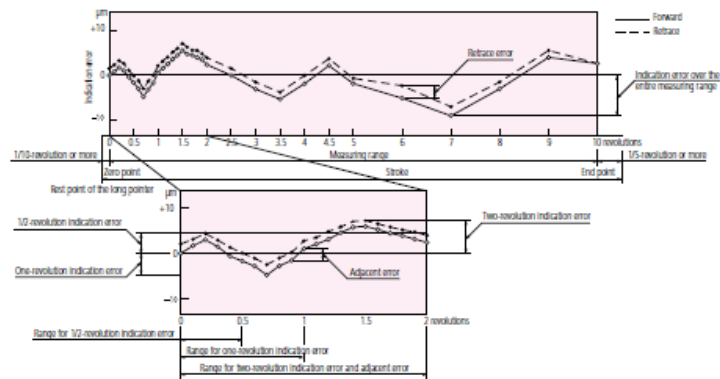 μm
+10
0
−10
Indication error
Forward
Retrace
Retrace error
Indication error over the
entire measuring range
0 0.5 1 1.5 2 2.5 3 3.5 4 4.5 5 6 7 8 9 10 revolutions
1/10-revolution or more
Measuring range
1/5-revolution or more
Zero point
Stroke
End point
Rest point of the long pointer
μm
+10
0
−10
1/2-revolution indication error
One-revolution indication error
Two-revolution indication error
Adjacent error
0 0.5 1 1.5 2 revolutions
Range for 1/2-revolution indication error
Range for one-revolution indication error
Range for two-revolution indication error and adjacent error